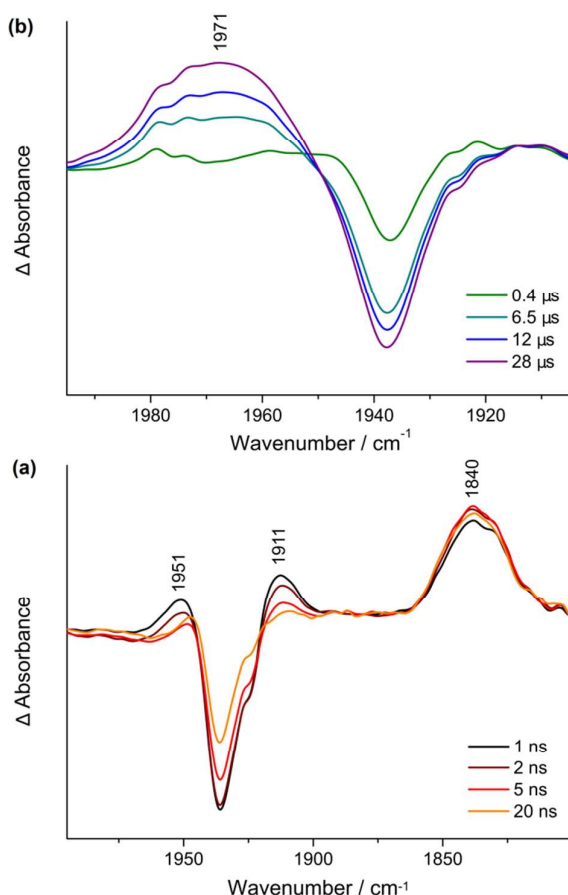 (b)
1971
Δ Absorbance
0.4 µs
6.5 µs
12 µs
28 µs
1980
1960
1940
1920
Wavenumber / cm-1
(a)
1951
1911
1840
Δ Absorbance
1 ns
2 ns
5 ns
20 ns
1950
1900
1850
Wavenumber / cm-1